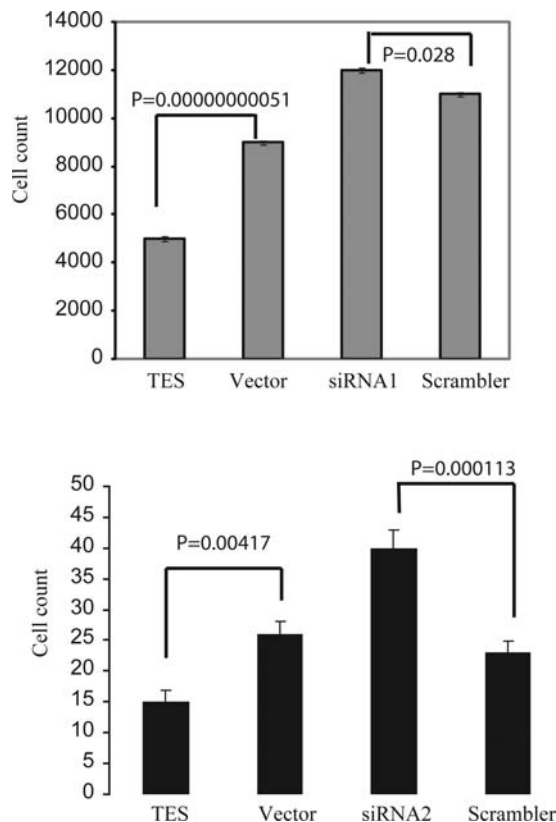 14000
12000
10000
8000
6000
4000
2000
0
Cell count
P=0.00000000051
P=0.028
TES Vector siRNA1 Scrambler
50
45
40
35
30
25
20
15
10
5
0
Cell count
P=0.00417
P=0.000113
TES Vector siRNA2 Scrambler